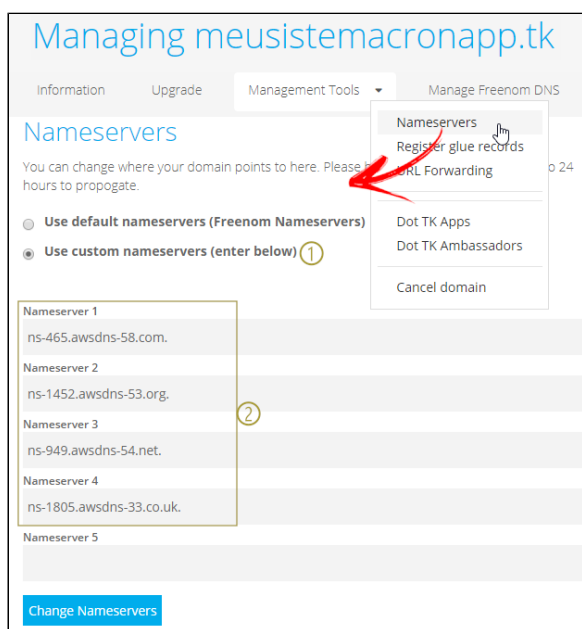 Managing meusistemacronapp.tk
Information Upgrade Management Tools Manage Freenom DNS
Nameservers
Register glue records
URL Forwarding
Dot TK Apps
Dot TK Ambassadors
Cancel domain
Nameservers
You can change where your domain points to here. Please o 24
hours to propogate.
Use default nameservers (Freenom Nameservers)
Use custom nameservers (enter below) 1
Nameserver 1
ns-465.awsdns-58.com.
Nameserver 2
ns-1452.awsdns-53.org.
2
Nameserver 3
ns-949.awsdns-54.net.
Nameserver 4
ns-1805.awsdns-33.co.uk.
Nameserver 5
Change Nameservers